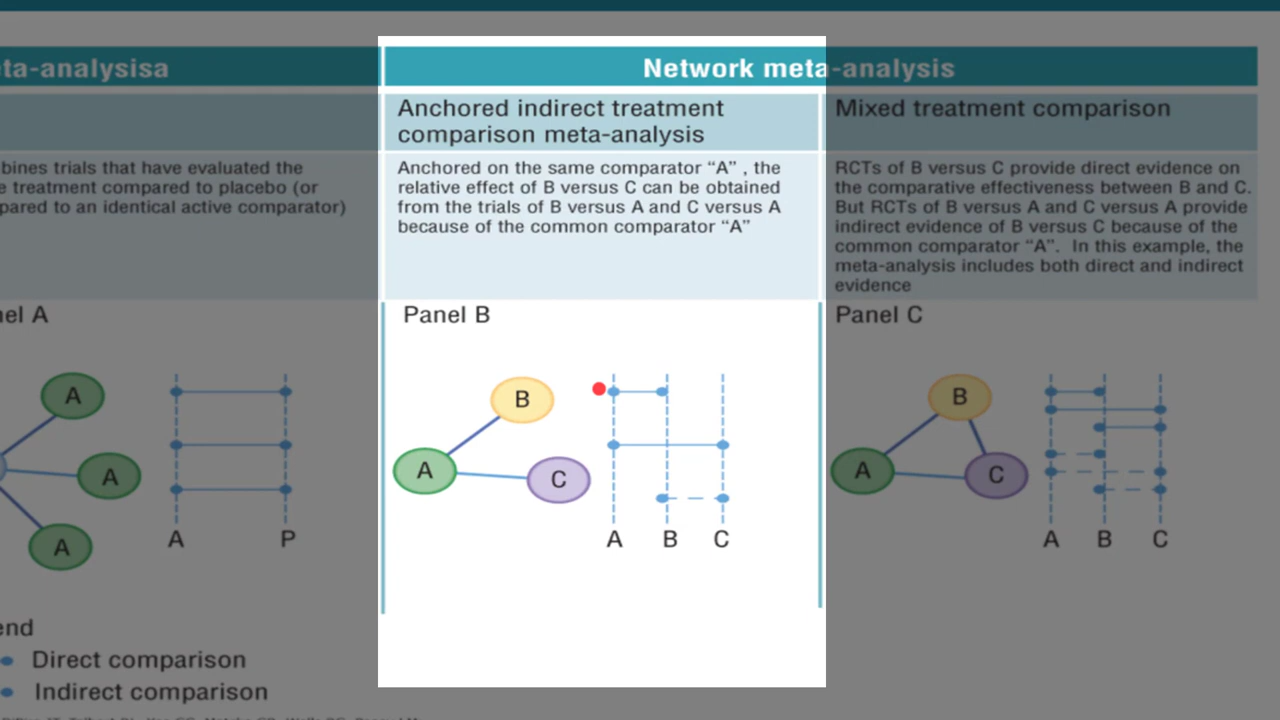 ta-analysisa
Network meta-analysis
Anchored indirect treatment
comparison meta-analysis
Mixed treatment comparison
bines trials that have evaluated the
e treatment compared to placebo (or
pared to an identical active comparator)
Anchored on the same comparator “A” , the
relative effect of B versus C can be obtained
from the trials of B versus A and C versus A
because of the common comparator “A”
RCTs of B versus C provide direct evidence on
the comparative effectiveness between B and C.
But RCTs of B versus A and C versus A provide
indirect evidence of B versus C because of the
common comparator “A”. In this example, the
meta-analysis includes both direct and indirect
evidence
nel A
A
A
A
A P
Panel B
B
A
C
A B C
Panel C
B
A
C
A B C
end
Direct comparison
Indirect comparison